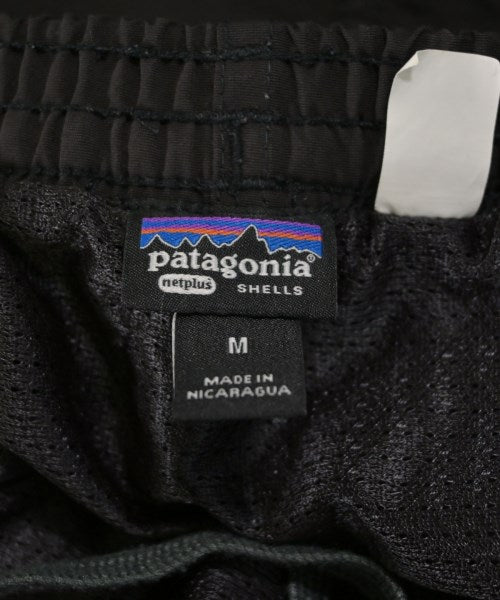 patagonia®
netplus® SHELLS
M
MADE IN
NICARAGUA